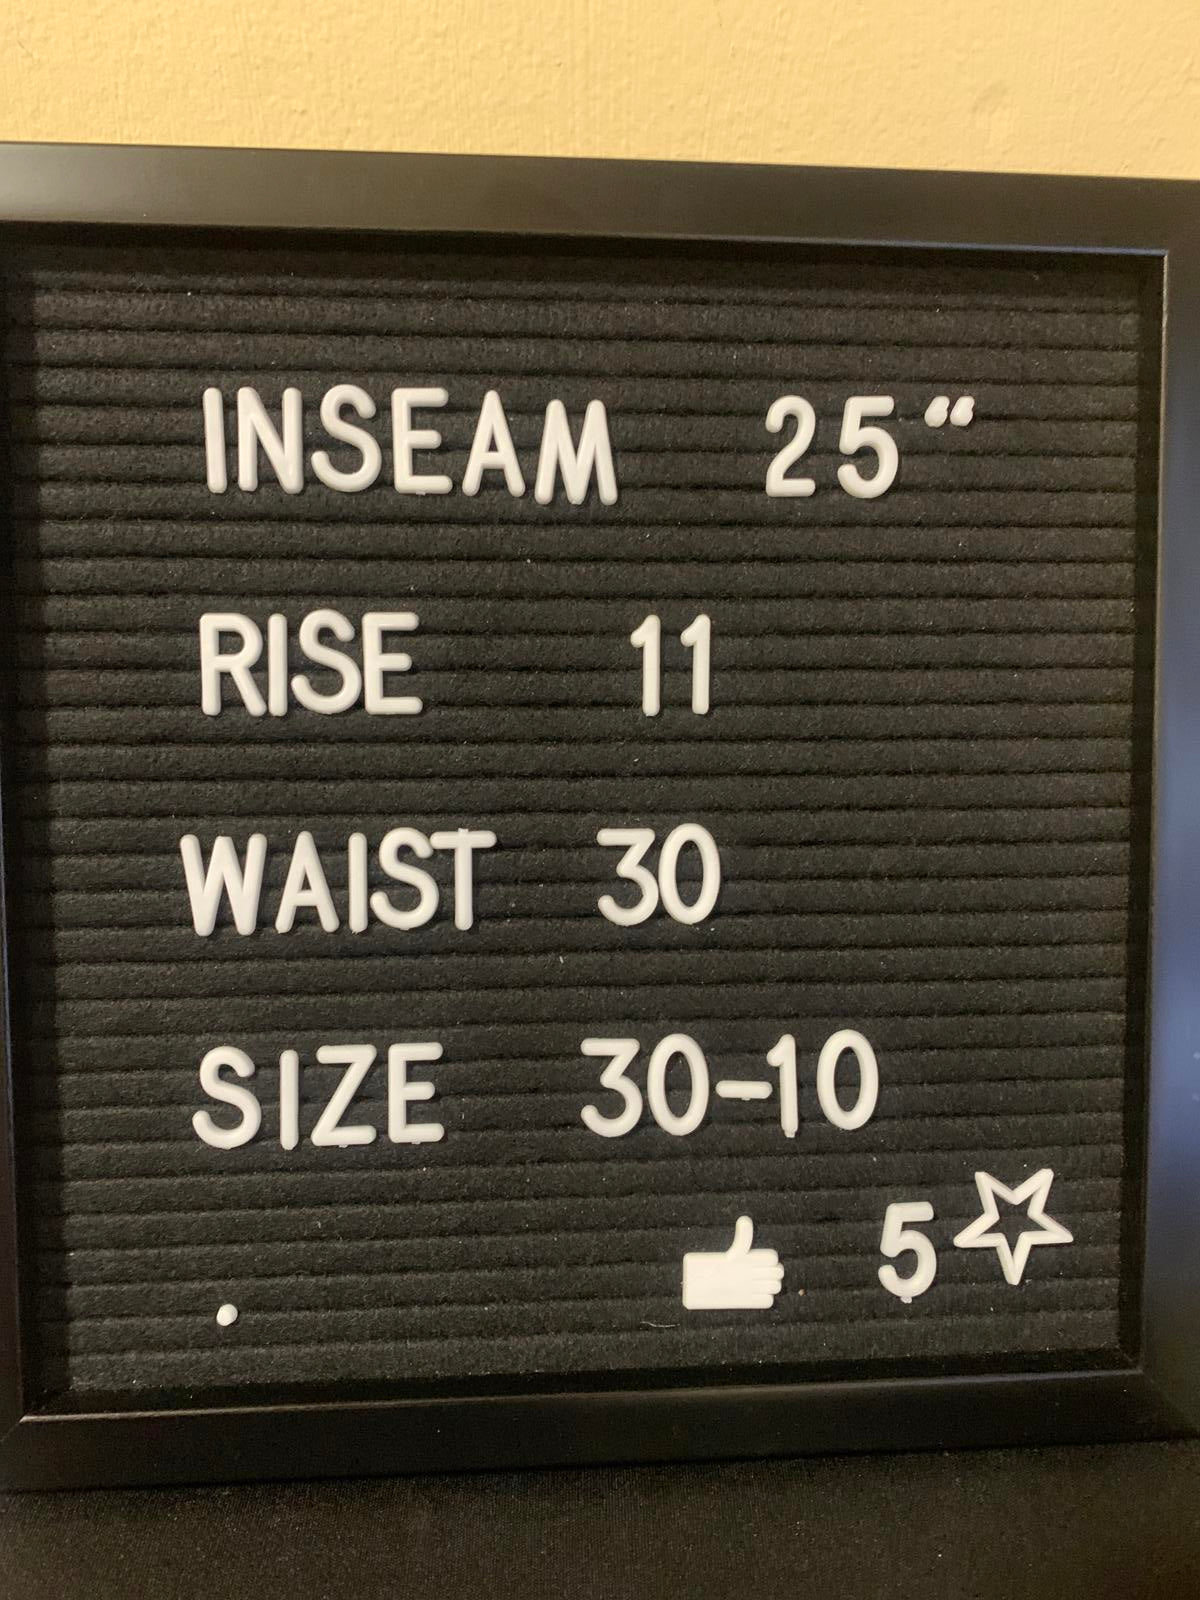 INSEAM 25“
RISE 11
WAIST 30
SIZE 30-10
5
.